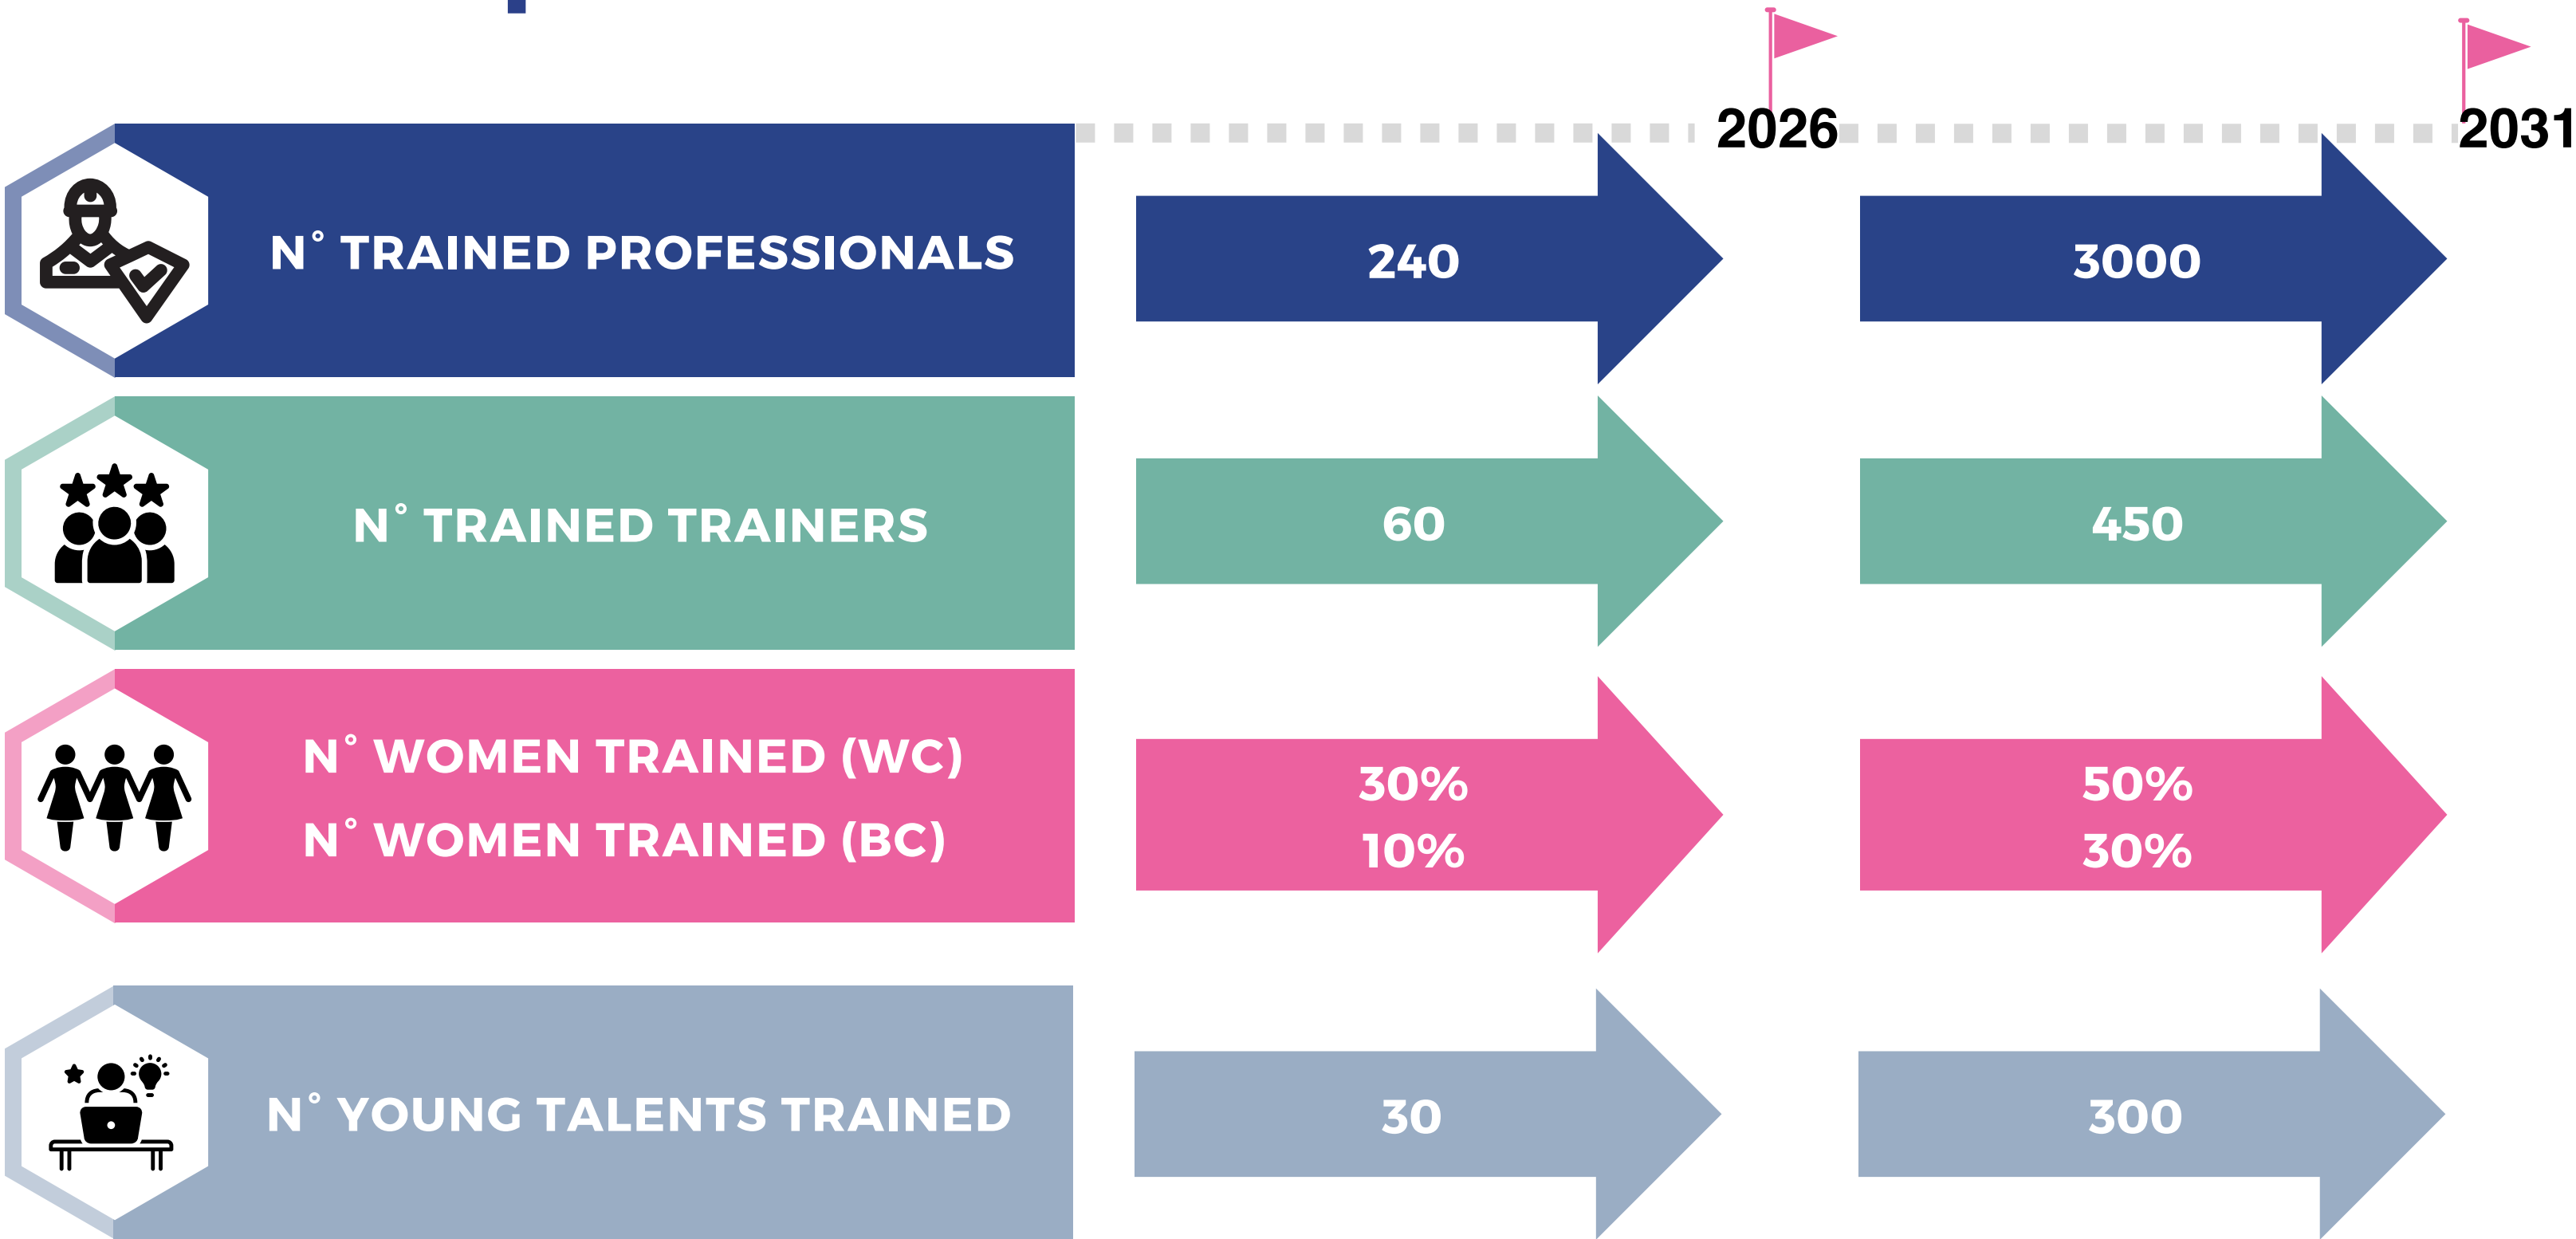 2026 2031
N° TRAINED PROFESSIONALS 240 3000
N° TRAINED TRAINERS 60 450
N° WOMEN TRAINED (WC) 30% 50%
N° WOMEN TRAINED (BC) 10% 30%
N° YOUNG TALENTS TRAINED 30 300